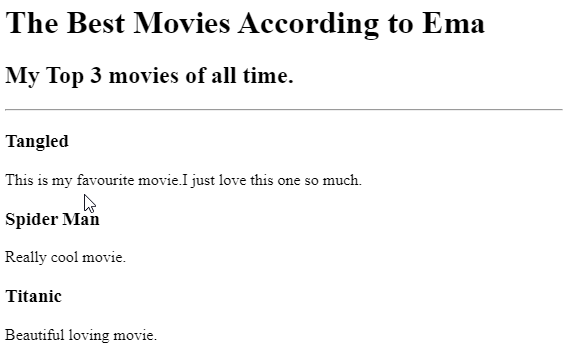 The Best Movies According to Ema
My Top 3 movies of all time.
Tangled
This is my favourite movie.I just love this one so much.
Spider Man
Really cool movie.
Titanic
Beautiful loving movie.